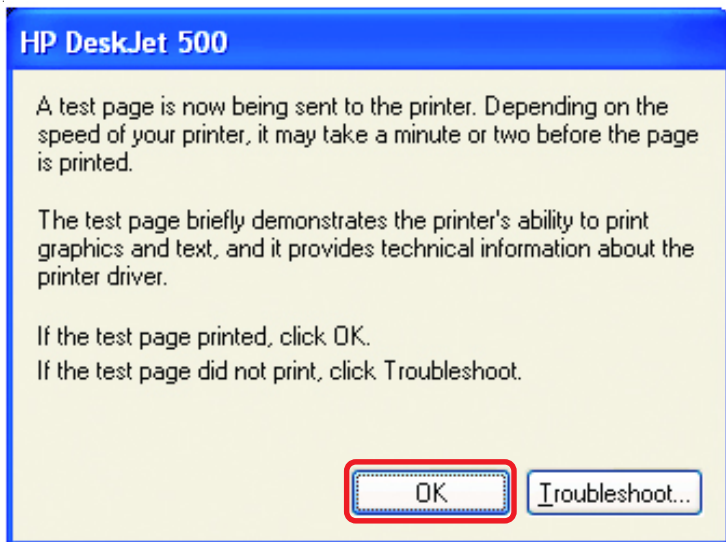 HP DeskJet 500
A test page is now being sent to the printer. Depending on the
speed of your printer, it may take a minute or two before the page
is printed.
The test page briefly demonstrates the printer's ability to print
graphics and text, and it provides technical information about the
printer driver.
If the test page printed, click OK.
If the test page did not print, click Troubleshoot.
OK
Troubleshoot...